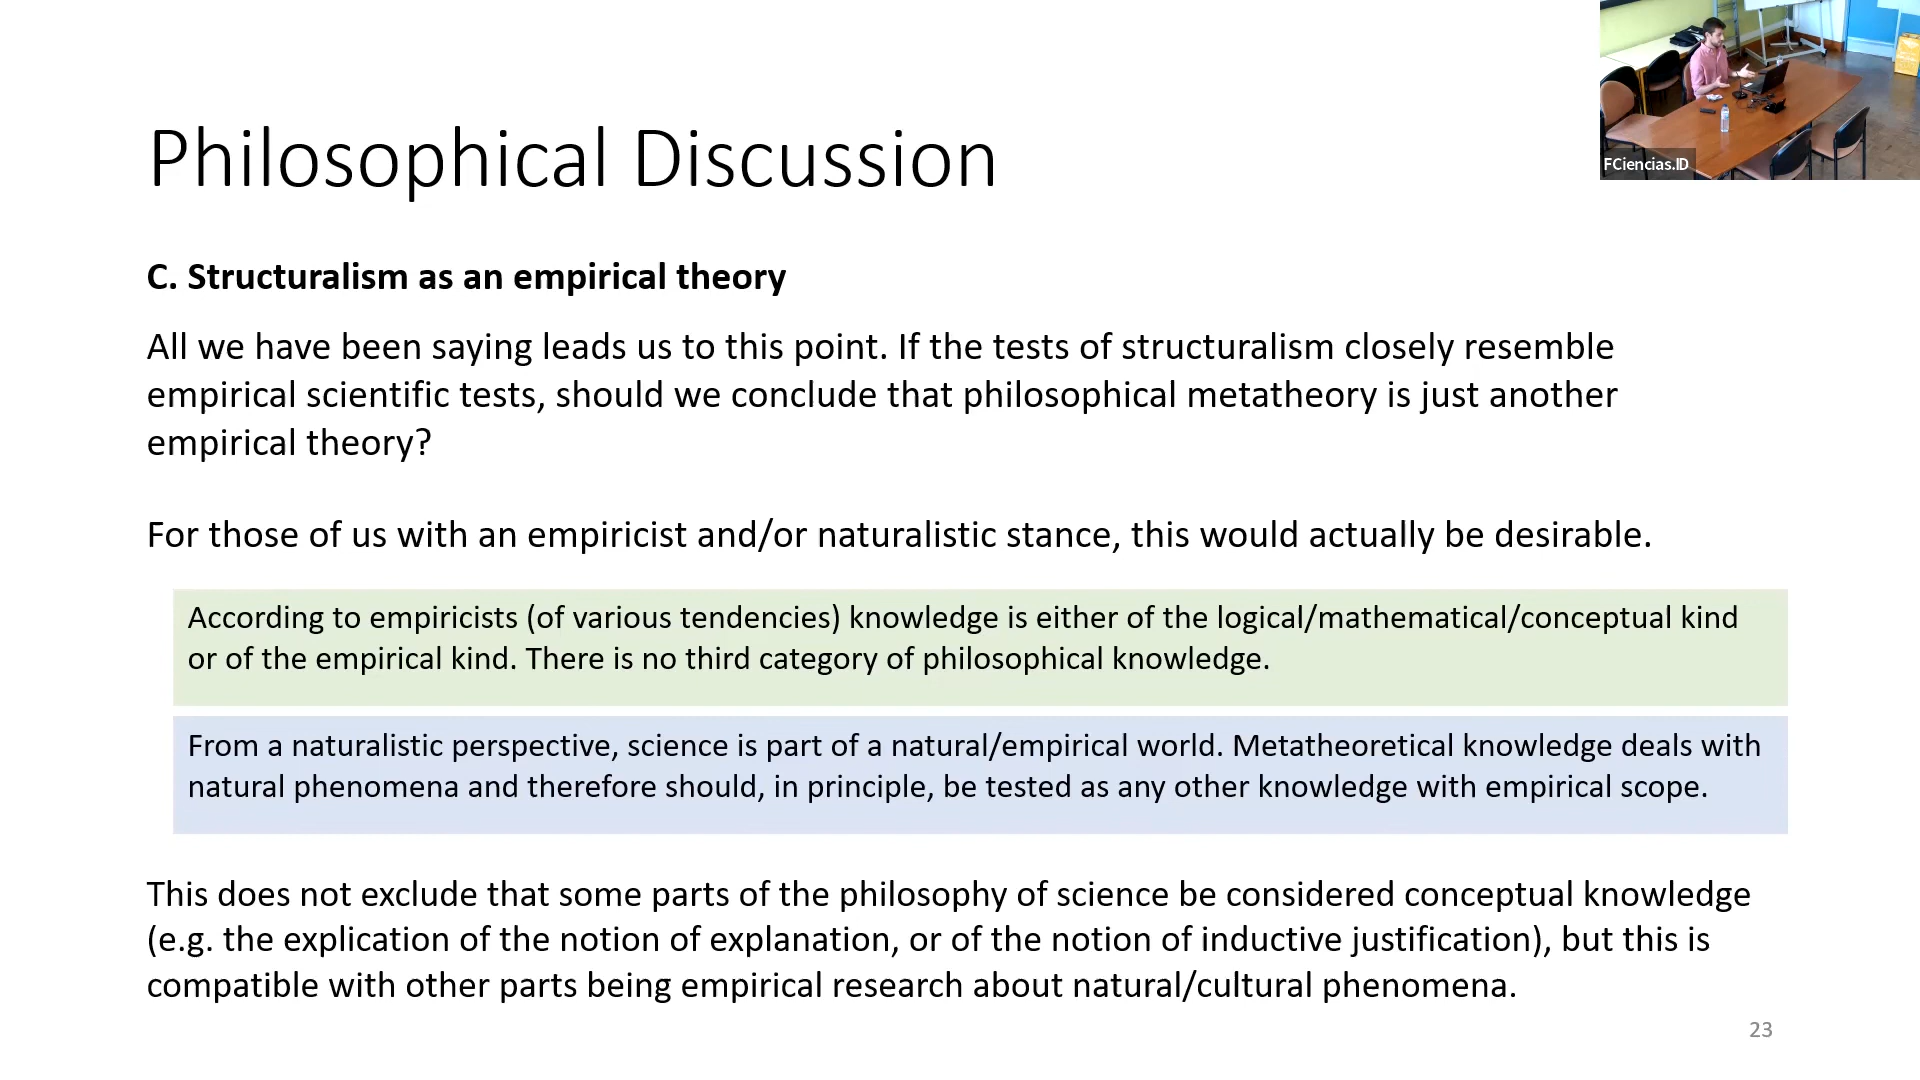 Philosophical Discussion
FCiencias.ID
C. Structuralism as an empirical theory
All we have been saying leads us to this point. If the tests of structuralism closely resemble
empirical scientific tests, should we conclude that philosophical metatheory is just another
empirical theory?
For those of us with an empiricist and/or naturalistic stance, this would actually be desirable.
According to empiricists (of various tendencies) knowledge is either of the logical/mathematical/conceptual kind
or of the empirical kind. There is no third category of philosophical knowledge.
From a naturalistic perspective, science is part of a natural/empirical world. Metatheoretical knowledge deals with
natural phenomena and therefore should, in principle, be tested as any other knowledge with empirical scope.
This does not exclude that some parts of the philosophy of science be considered conceptual knowledge
(e.g. the explication of the notion of explanation, or of the notion of inductive justification), but this is
compatible with other parts being empirical research about natural/cultural phenomena.
23